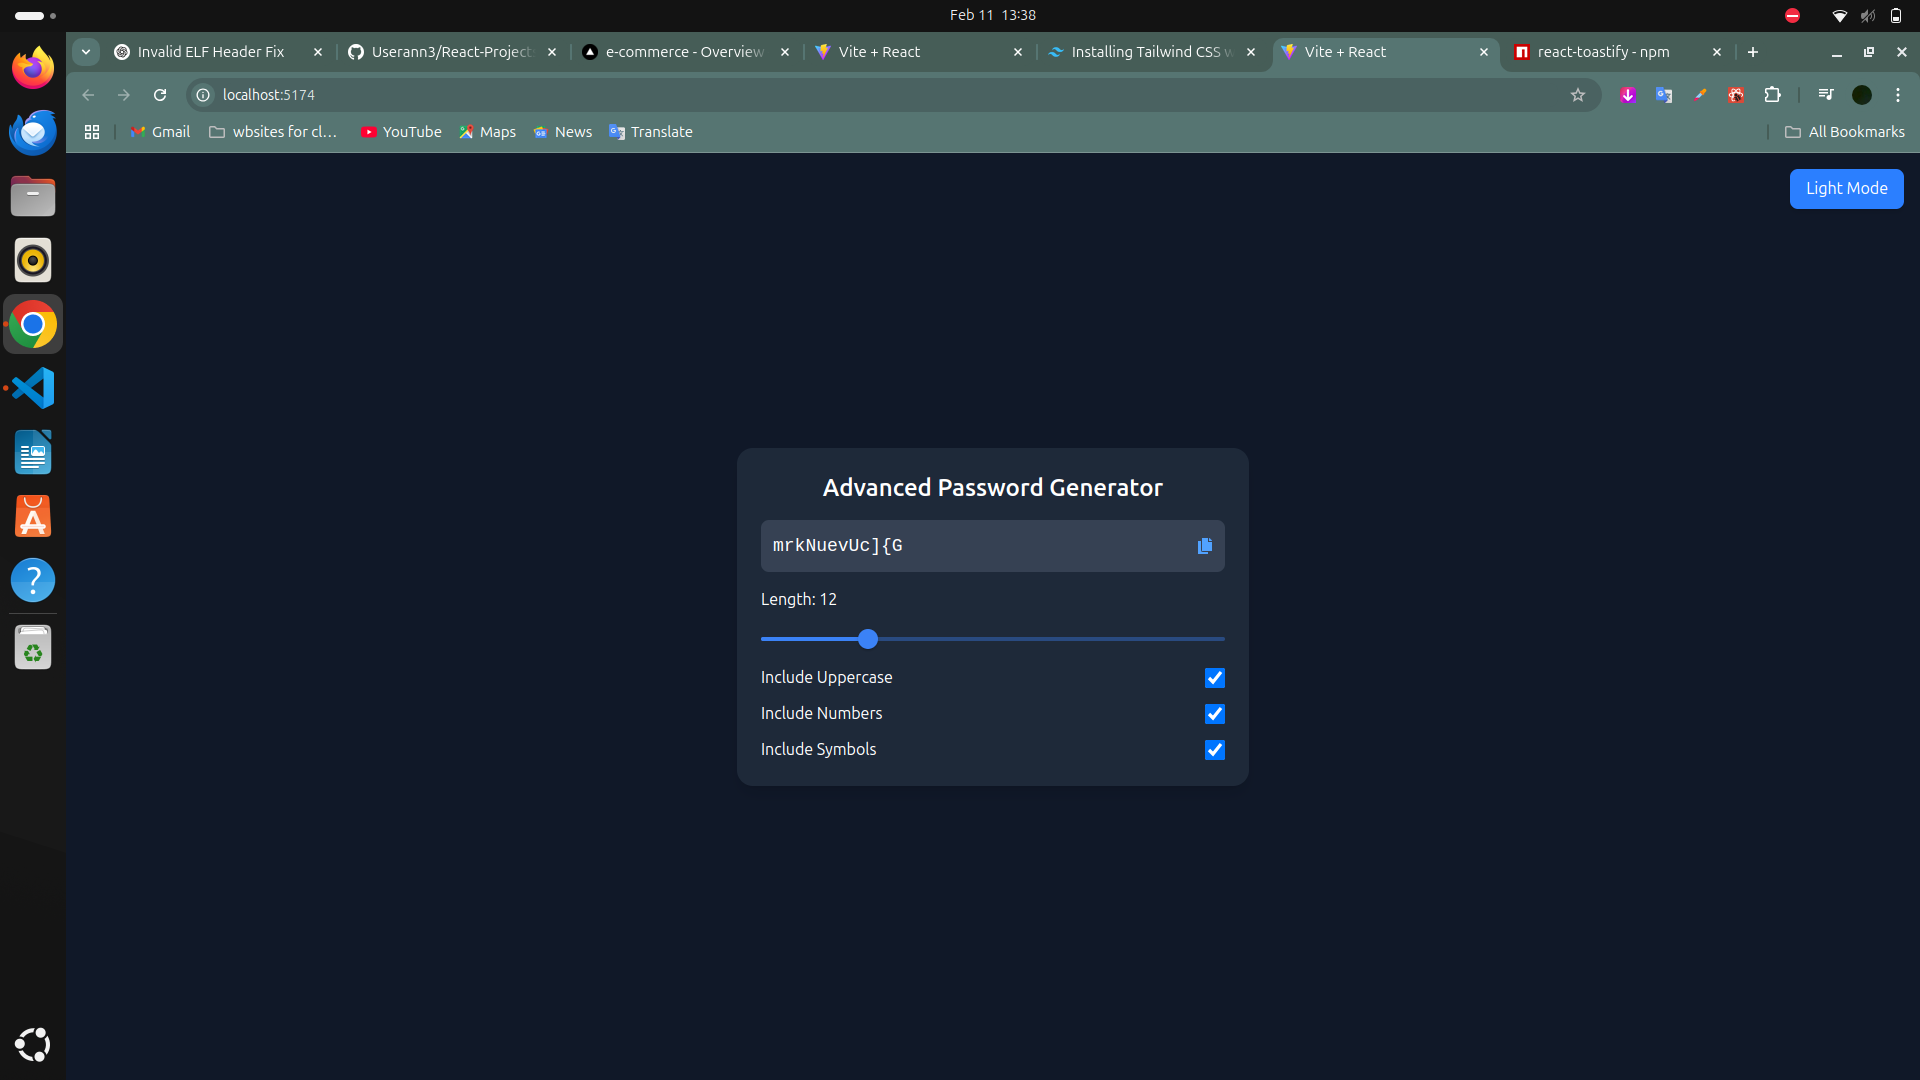 Feb 11 13:38
Invalid ELF Header Fix
Userann3/React-Project
e-commerce - Overview
Vite + React
Installing Tailwind CSS w
Vite + React
react-toastify - npm
localhost:5174
Gmail
wbsites for cl...
YouTube
Maps
News
Translate
All Bookmarks
Light Mode
Advanced Password Generator
mrkNuevUc]{G
Length: 12
Include Uppercase
Include Numbers
Include Symbols